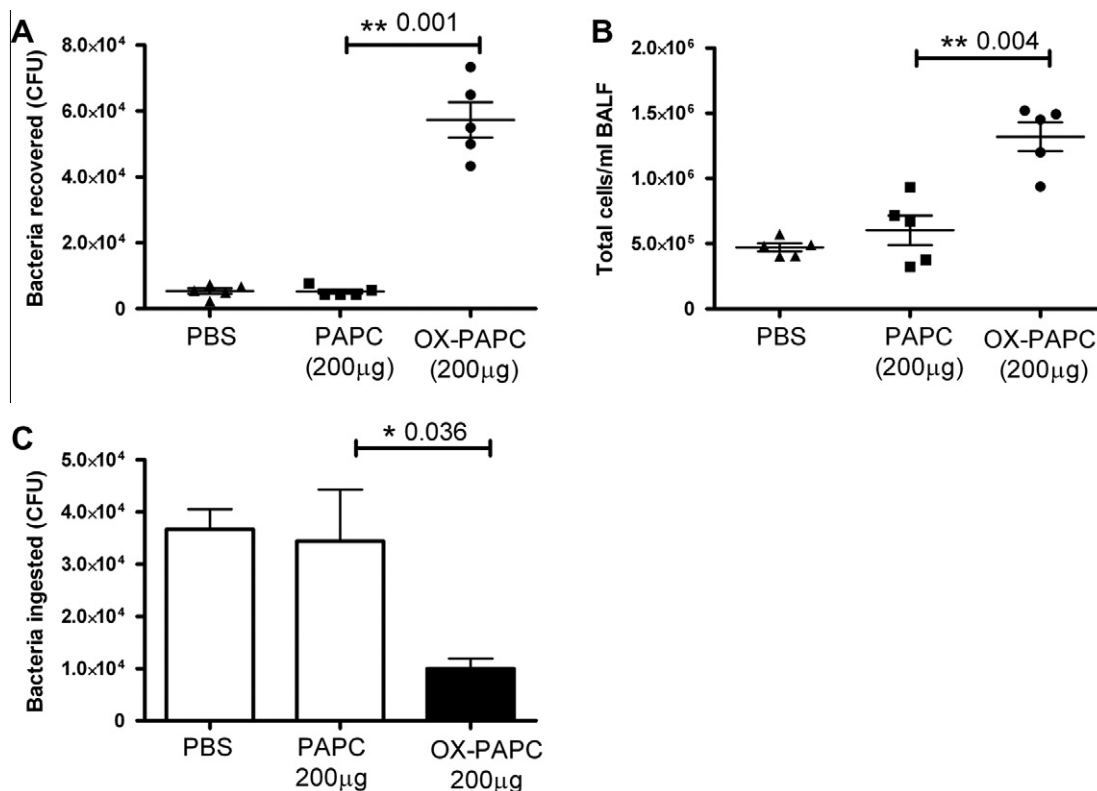 A
Bacteria recovered (CFU)
8.0×10⁴
6.0×10⁴
4.0×10⁴
2.0×10⁴
0
** 0.001
PBS
PAPC
(200μg)
OX-PAPC
(200μg)
B
Total cells/ml BALF
2.0×10⁶
1.5×10⁶
1.0×10⁶
5.0×10⁵
0
** 0.004
PBS
PAPC
(200μg)
OX-PAPC
(200μg)
C
Bacteria ingested (CFU)
5.0×10⁴
4.0×10⁴
3.0×10⁴
2.0×10⁴
1.0×10⁴
0
* 0.036
PBS
PAPC
200μg
OX-PAPC
200μg